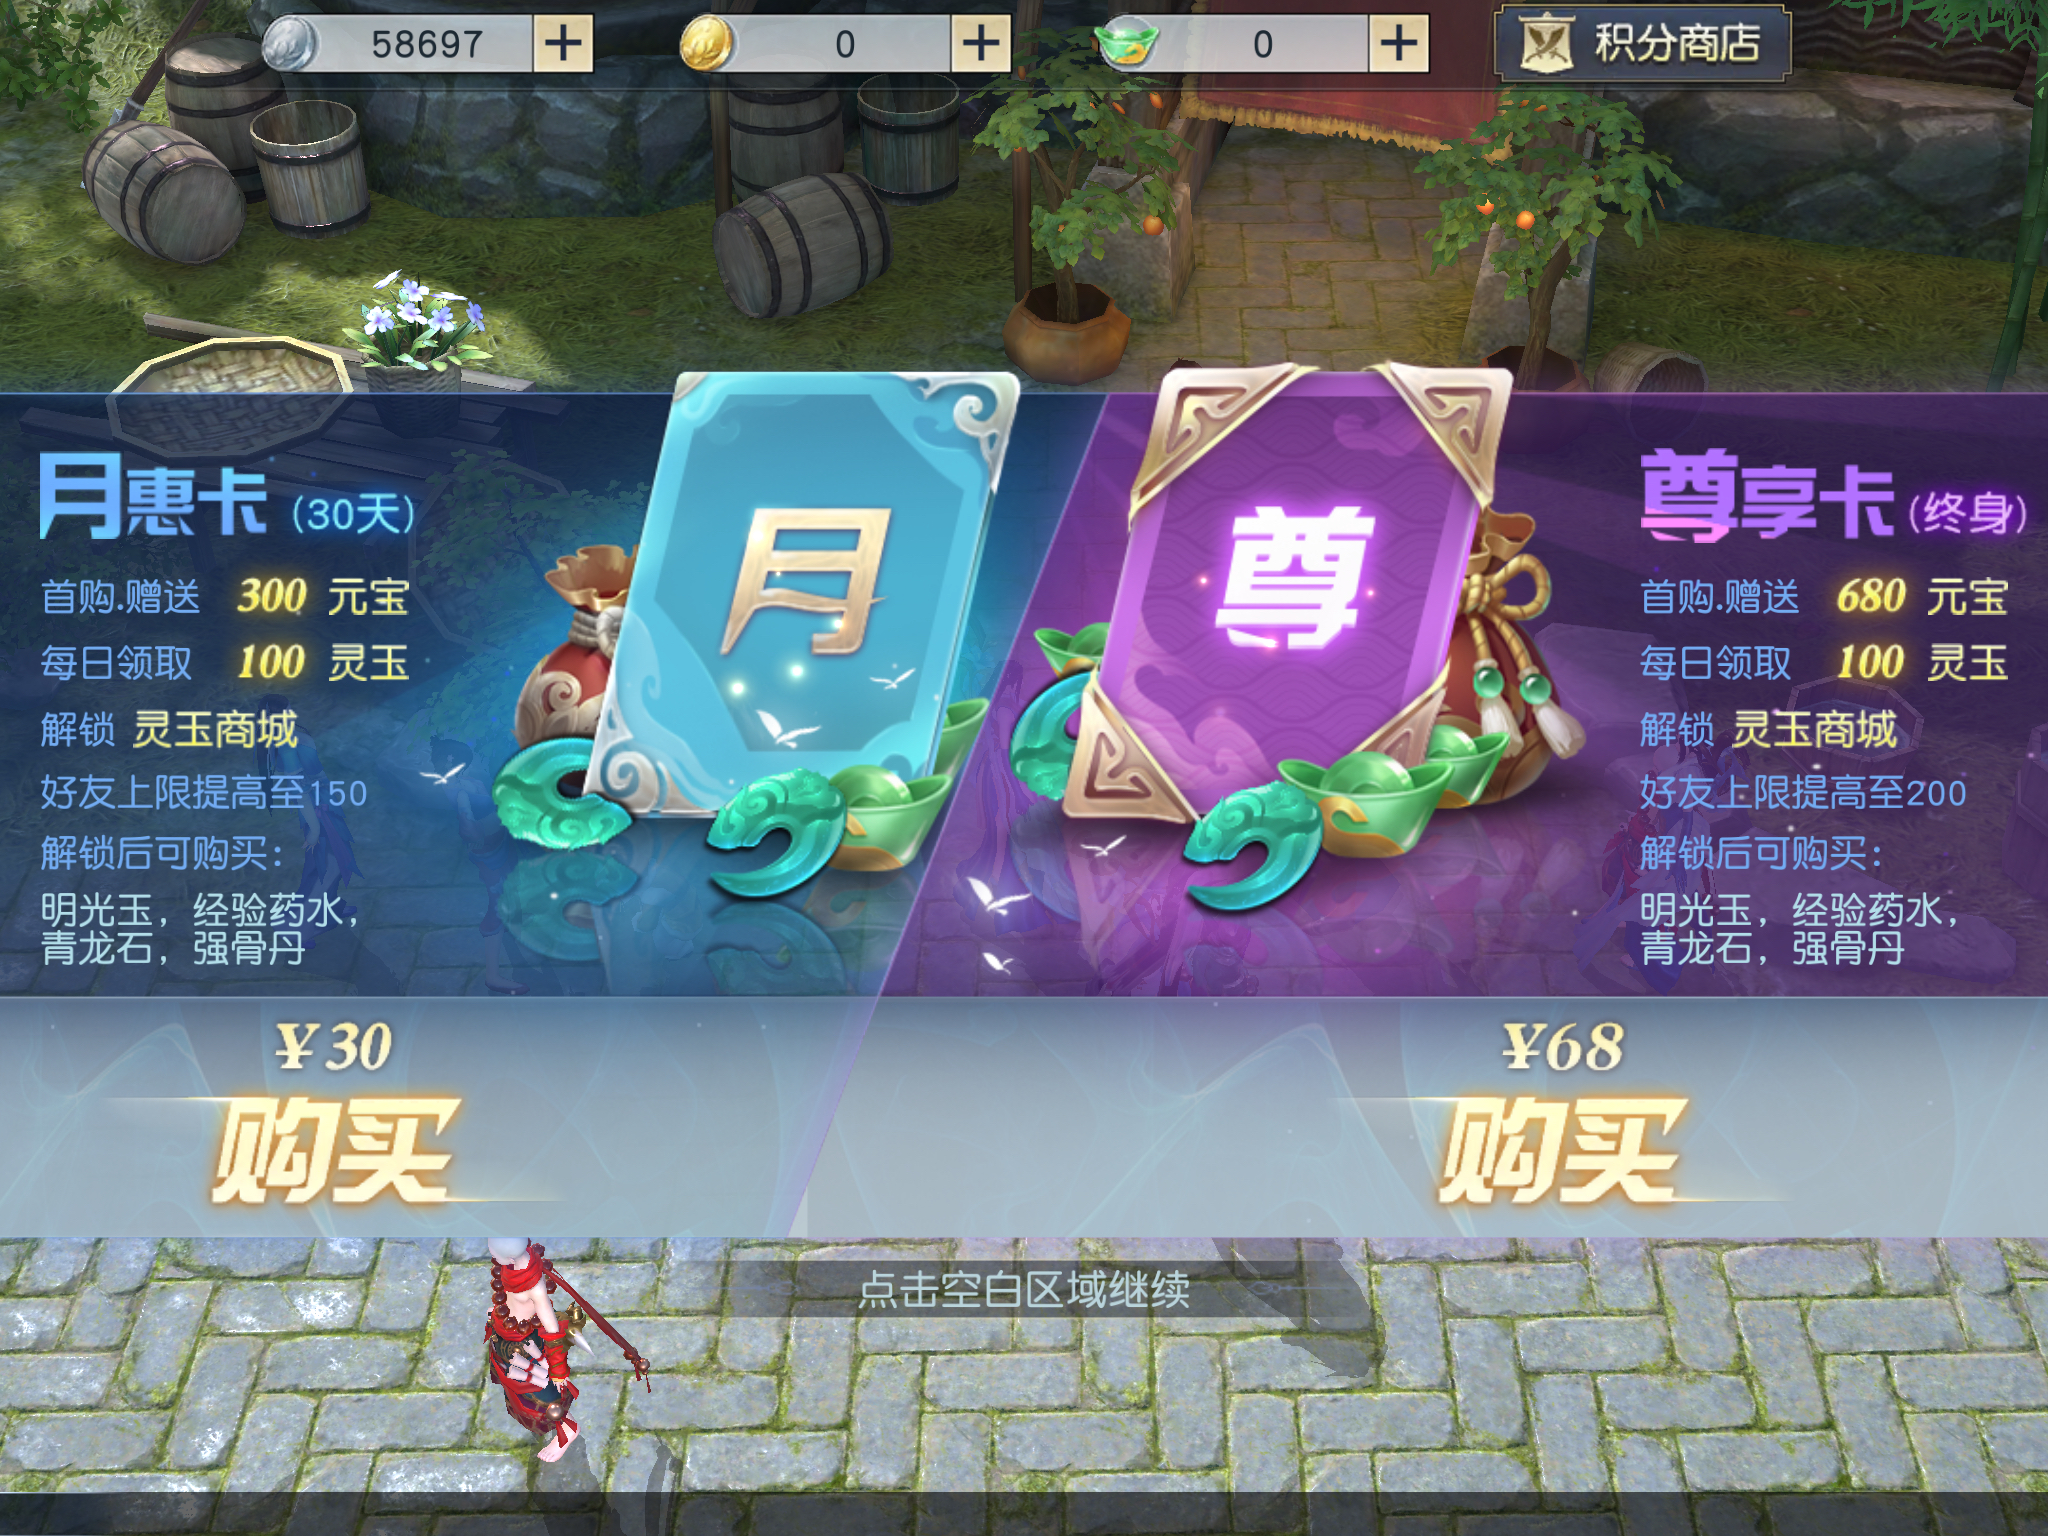 58697
0
0
积分商店
月惠卡 (30天)
首购.赠送 300 元宝
每日领取 100 灵玉
解锁 灵玉商城
好友上限提高至150
解锁后可购买:
明光玉，经验药水，
青龙石，强骨丹
月
尊
尊享卡 (终身)
首购.赠送 680 元宝
每日领取 100 灵玉
解锁 灵玉商城
好友上限提高至200
解锁后可购买:
明光玉，经验药水，
青龙石，强骨丹
¥30
购买
¥68
购买
点击空白区域继续